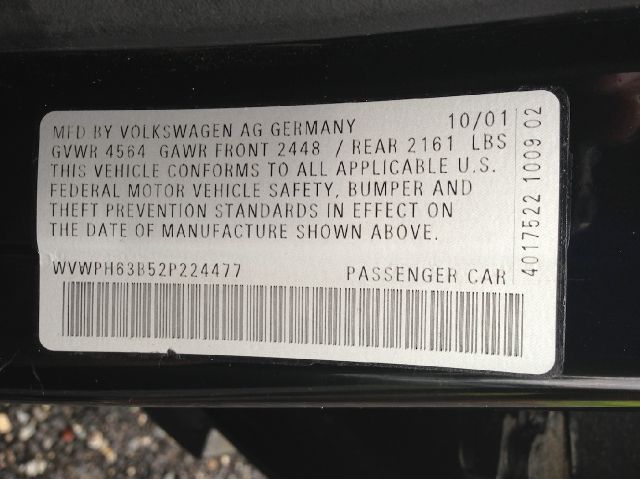 MFD BY VOLKSWAGEN AG GERMANY 10/01
GVWR 4564 GAWR FRONT 2448 / REAR 2161 LBS
THIS VEHICLE CONFORMS TO ALL APPLICABLE U.S.
FEDERAL MOTOR VEHICLE SAFETY, BUMPER AND
THEFT PREVENTION STANDARDS IN EFFECT ON
THE DATE OF MANUFACTURE SHOWN ABOVE.
WVWPH63B52P224477 PASSENGER CAR
4017522 1009 02